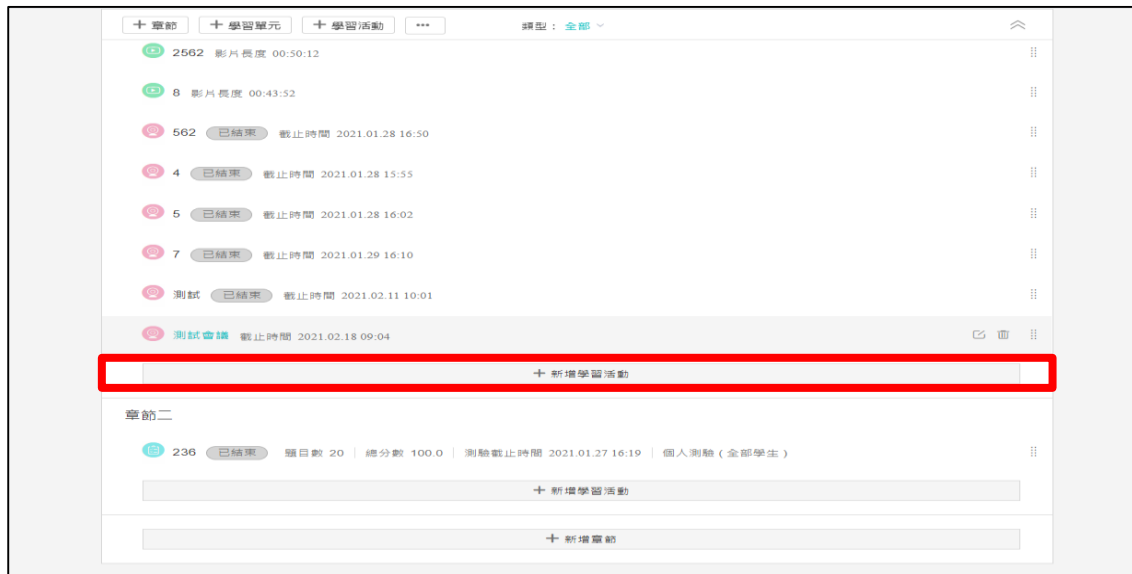 + 章節 + 學習單元 + 學習活動 ••• 類型： 全部
2562 影片長度 00:50:12
8 影片長度 00:43:52
562 已結束 截止時間 2021.01.28 16:50
4 已結束 截止時間 2021.01.28 15:55
5 已結束 截止時間 2021.01.28 16:02
7 已結束 截止時間 2021.01.29 16:10
測試 已結束 截止時間 2021.02.11 10:01
測試會議 截止時間 2021.02.18 09:04
+ 新增學習活動
章節二
236 已結束 題目數 20 | 總分數 100.0 | 測驗截止時間 2021.01.27 16:19 | 個人測驗 ( 全部學生 )
+ 新增學習活動
+ 新增章節